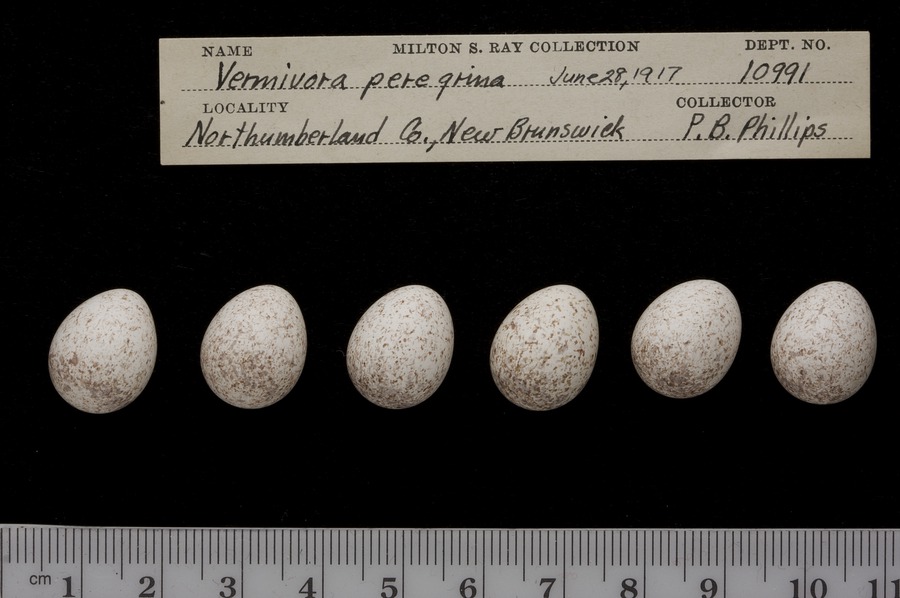 NAME MILTON S. RAY COLLECTION DEPT. NO.
Vermivora peregrina June 28, 1917 10991
LOCALITY COLLECTOR
Northumberland Co., New Brunswick P.B. Phillips
cm 1 2 3 4 5 6 7 8 9 10 11